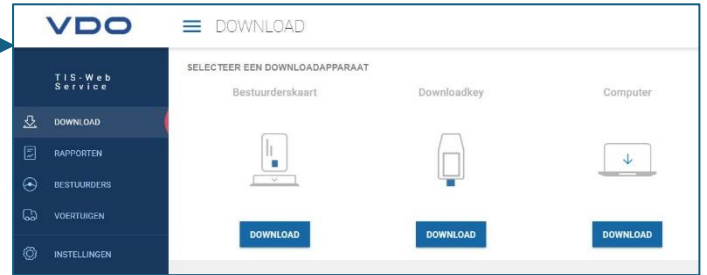 VDO
DOWNLOAD
TIS-Web
Service
DOWNLOAD
RAPPORTEN
BESTUURDERS
VOERTUIGEN
INSTELLINGEN
SELECTEER EEN DOWNLOADAPPARAAT
Bestuurderskaart Downloadkey Computer
DOWNLOAD DOWNLOAD DOWNLOAD